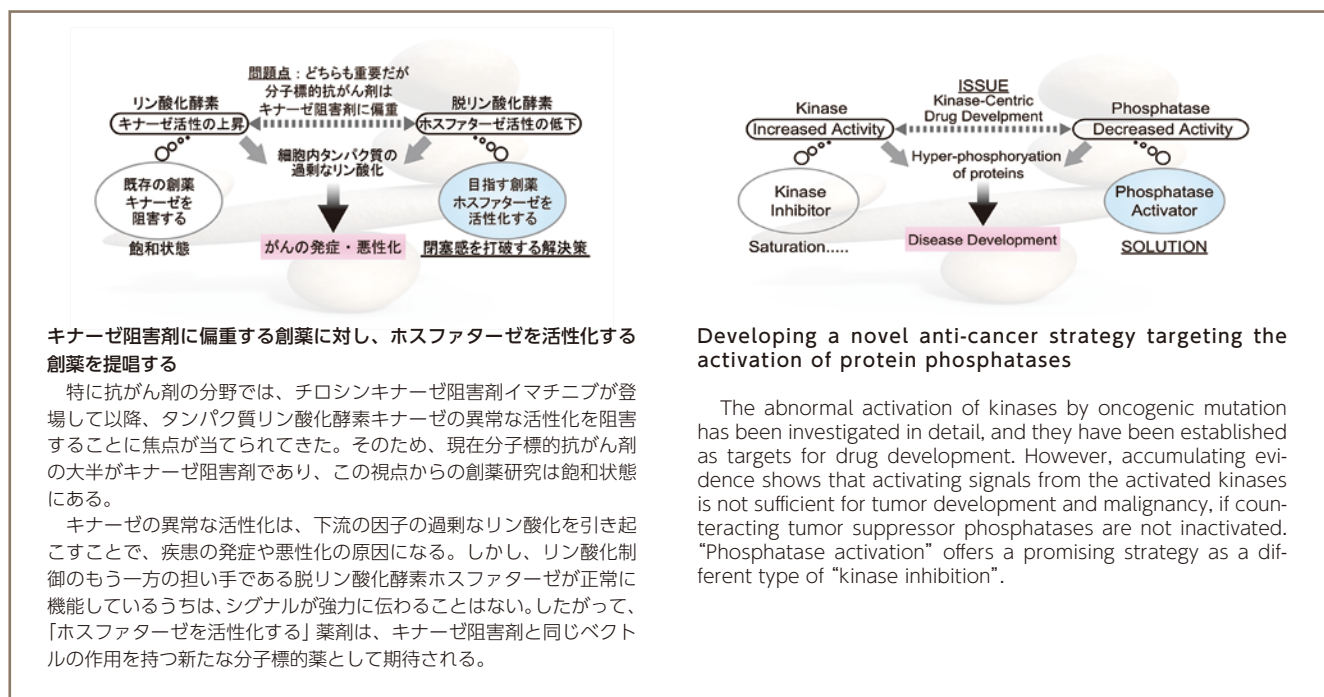 問題点：どちらも重要だが
分子標的抗がん剤は
キナーゼ阻害剤に偏重
リン酸化酵素
キナーゼ活性の上昇
脱リン酸化酵素
ホスファターゼ活性の低下
細胞内タンパク質の
過剰なリン酸化
既存の創薬
キナーゼを
阻害する
飽和状態
がんの発症・悪性化
目指す創薬
ホスファターゼを
活性化する
閉塞感を打破する解決策
キナーゼ阻害剤に偏重する創薬に対し、ホスファターゼを活性化する
創薬を提唱する
特に抗がん剤の分野では、チロシンキナーゼ阻害剤イマチニブが登
場して以降、タンパク質リン酸化酵素キナーゼの異常な活性化を阻害
することに焦点が当てられてきた。そのため、現在分子標的抗がん剤
の大半がキナーゼ阻害剤であり、この視点からの創薬研究は飽和状態
にある。
キナーゼの異常な活性化は、下流の因子の過剰なリン酸化を引き起
こすことで、疾患の発症や悪性化の原因になる。しかし、リン酸化制
御のもう一方の担い手である脱リン酸化酵素ホスファターゼが正常に
機能しているうちは、シグナルが強力に伝わることはない。したがって、
「ホスファターゼを活性化する」薬剤は、キナーゼ阻害剤と同じベクト
ルの作用を持つ新たな分子標的薬として期待される。
ISSUE
Kinase-Centric
Drug Develpment
Kinase
Increased Activity
Phosphatase
Decreased Activity
Hyper-phosphoryation
of proteins
Kinase
Inhibitor
Saturation.....
Disease Development
Phosphatase
Activator
SOLUTION
Developing a novel anti-cancer strategy targeting the
activation of protein phosphatases
The abnormal activation of kinases by oncogenic mutation
has been investigated in detail, and they have been established
as targets for drug development. However, accumulating evi-
dence shows that activating signals from the activated kinases
is not sufficient for tumor development and malignancy, if coun-
teracting tumor suppressor phosphatases are not inactivated.
“Phosphatase activation” offers a promising strategy as a dif-
ferent type of “kinase inhibition”.